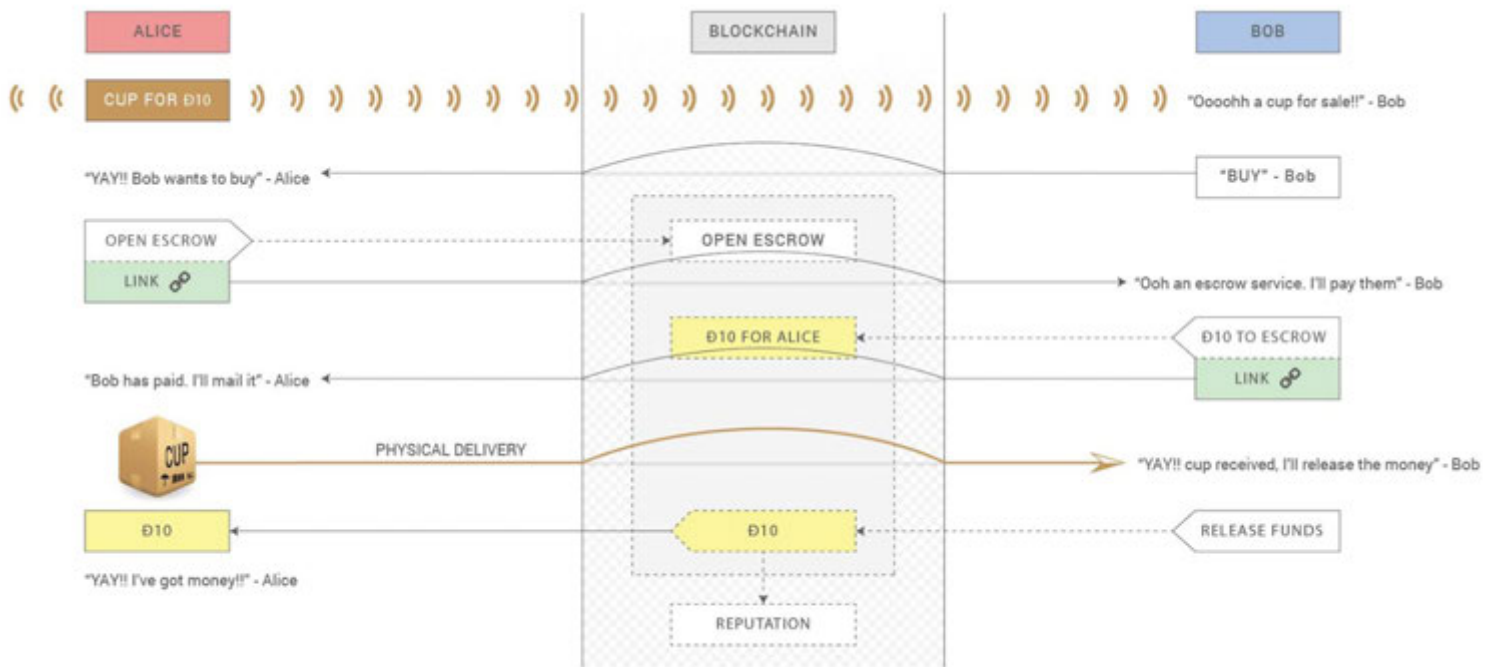 ALICE
BLOCKCHAIN
BOB
CUP FOR Đ10
"Oooohh a cup for sale!!" - Bob
"YAY!! Bob wants to buy" - Alice
"BUY" - Bob
OPEN ESCROW
OPEN ESCROW
LINK
"Ooh an escrow service. I'll pay them" - Bob
Đ10 FOR ALICE
Đ10 TO ESCROW
"Bob has paid. I'll mail it" - Alice
LINK
CUP
PHYSICAL DELIVERY
"YAY!! cup received, I'll release the money" - Bob
Đ10
Đ10
RELEASE FUNDS
"YAY!! I've got money!!" - Alice
REPUTATION